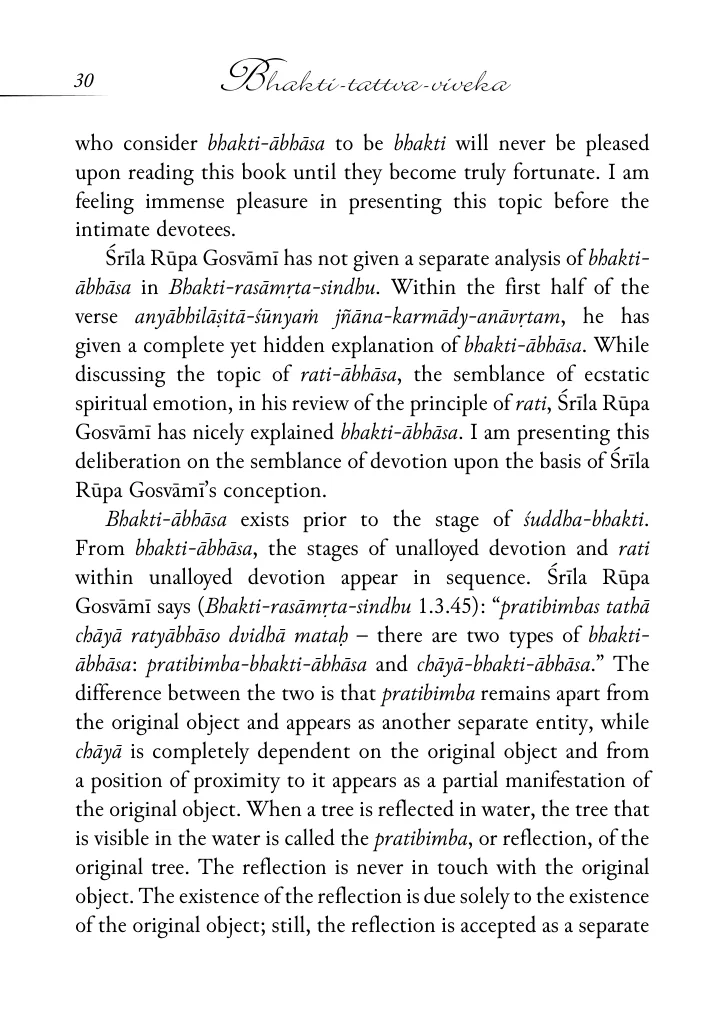 30
Bhakti-tattva-viveka
who consider bhakti-ābhāsa to be bhakti will never be pleased
upon reading this book until they become truly fortunate. I am
feeling immense pleasure in presenting this topic before the
intimate devotees.
Śrīla Rūpa Gosvāmī has not given a separate analysis of bhakti-
ābhāsa in Bhakti-rasāmṛta-sindhu. Within the first half of the
verse anyābhilāṣitā-śūnyaṁ jñāna-karmādy-anāvṛtam, he has
given a complete yet hidden explanation of bhakti-ābhāsa. While
discussing the topic of rati-ābhāsa, the semblance of ecstatic
spiritual emotion, in his review of the principle of rati, Śrīla Rūpa
Gosvāmī has nicely explained bhakti-ābhāsa. I am presenting this
deliberation on the semblance of devotion upon the basis of Śrīla
Rūpa Gosvāmī’s conception.
Bhakti-ābhāsa exists prior to the stage of śuddha-bhakti.
From bhakti-ābhāsa, the stages of unalloyed devotion and rati
within unalloyed devotion appear in sequence. Śrīla Rūpa
Gosvāmī says (Bhakti-rasāmṛta-sindhu 1.3.45): “pratibimbas tathā
chāyā ratyābhāso dvidhā mataḥ – there are two types of bhakti-
ābhāsa: pratibimba-bhakti-ābhāsa and chāyā-bhakti-ābhāsa.” The
difference between the two is that pratibimba remains apart from
the original object and appears as another separate entity, while
chāyā is completely dependent on the original object and from
a position of proximity to it appears as a partial manifestation of
the original object. When a tree is reflected in water, the tree that
is visible in the water is called the pratibimba, or reflection, of the
original tree. The reflection is never in touch with the original
object. The existence of the reflection is due solely to the existence
of the original object; still, the reflection is accepted as a separate